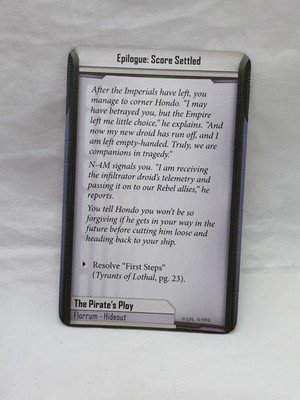 Epilogue: Score Settled
After the Imperials have left, you
manage to corner Hondo. "I may
have betrayed you, but the Empire
left me little choice," he explains. "And
now my new droid has run off, and I
am left empty-handed. Truly, we are
companions in tragedy."
N-4M signals you. "I am receiving
the infiltrator droid's telemetry and
passing it on to our Rebel allies," he
reports.
You tell Hondo you won't be so
forgiving if he gets in your way in the
future before cutting him loose and
heading back to your ship.
Resolve "First Steps"
(Tyrants of Lothal, pg. 23).
The Pirate's Ploy
Florrum - Hideout
© LFL © FFG